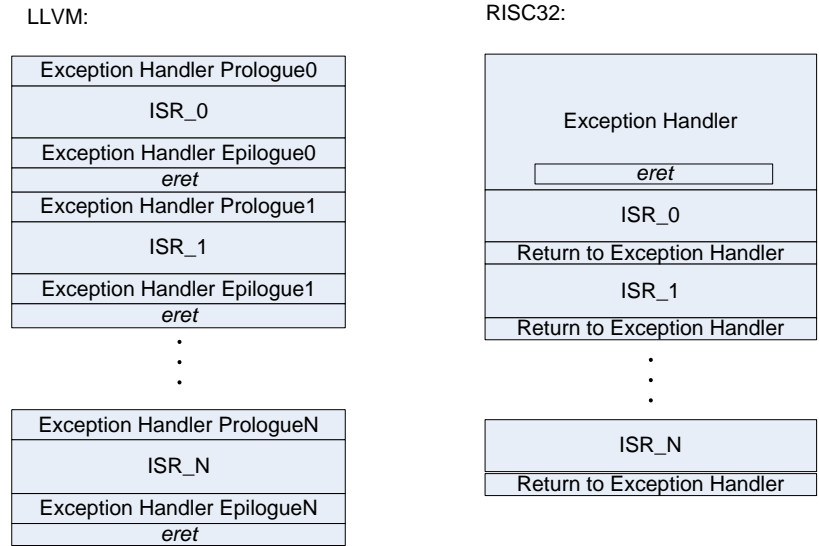 LLVM:
Exception Handler Prologue0
ISR_0
Exception Handler Epilogue0
eret
Exception Handler Prologue1
ISR_1
Exception Handler Epilogue1
eret
Exception Handler PrologueN
ISR_N
Exception Handler EpilogueN
eret
RISC32:
Exception Handler
eret
ISR_0
Return to Exception Handler
ISR_1
Return to Exception Handler
ISR_N
Return to Exception Handler